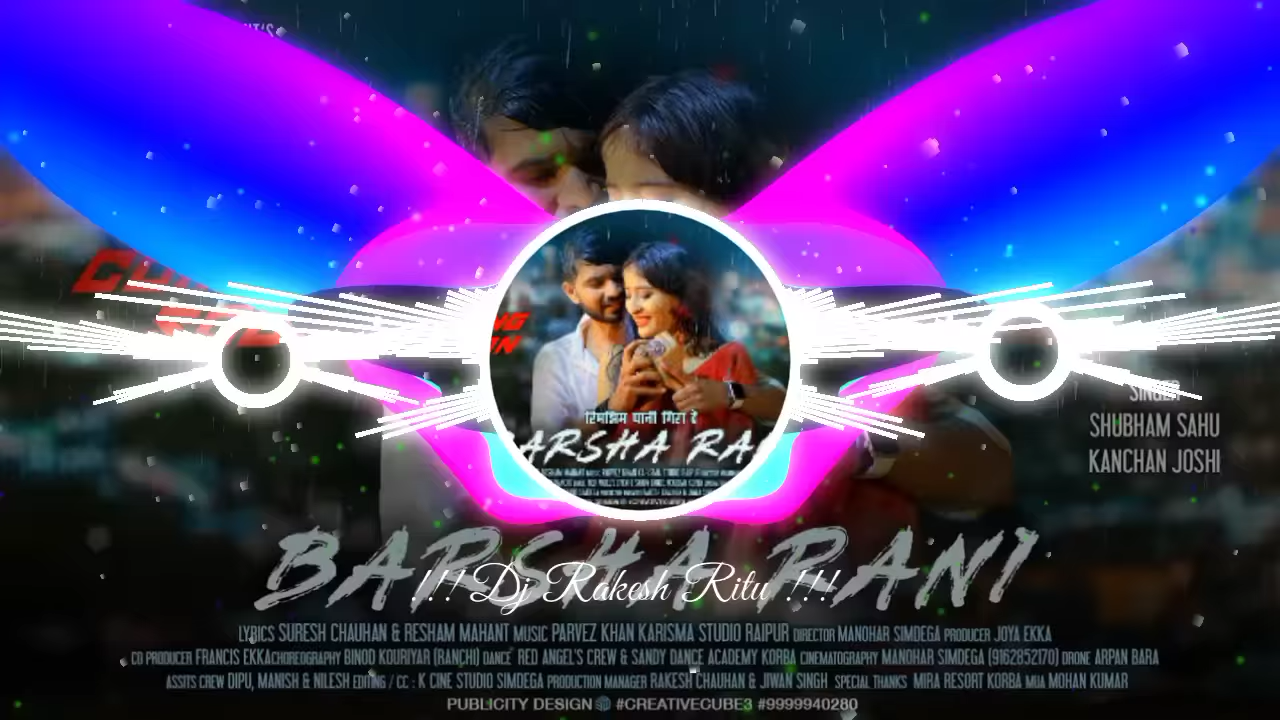 SINGER
SHUBHAM SAHU
KANCHAN JOSHI
रिमझिम पानी गिरा हे
BARSHA RANI
!!! Dj Rakesh Ritu !!!
LYRICS SURESH CHAUHAN & RESHAM MAHANT MUSIC PARVEZ KHAN KARISMA STUDIO RAIPUR DIRECTOR MANOHAR SIMDEGA PRODUCER JOYA EKKA
CO PRODUCER FRANCIS EKKACHOREOGRAPHY BINOD KOURIYAR (RANCHI) DANCE RED ANGEL'S CREW & SANDY DANCE ACADEMY KORBA CINEMATOGRAPHY MANOHAR SIMDEGA (9162852170) DRONE ARPAN BARA
ASSITS CREW DIPU, MANISH & NILESH EDITING / CC : K CINE STUDIO SIMDEGA PRODUCTION MANAGER RAKESH CHAUHAN & JIWAN SINGH SPECIAL THANKS MIRA RESORT KORBA MUA MOHAN KUMAR
PUBLICITY DESIGN #CREATIVECUBE3 #9999940280